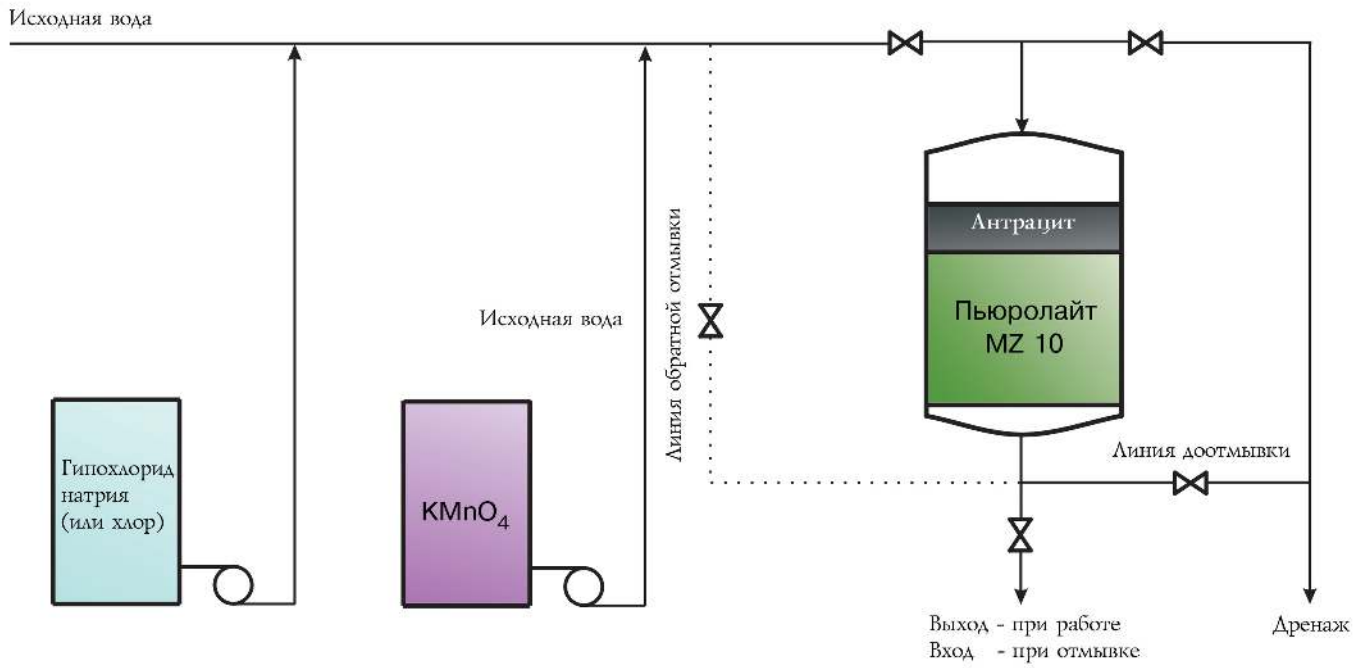 Исходная вода
Линия обратной отмывки
Антрацит
Пьюролайт
MZ 10
Исходная вода
Гипохлорид
натрия
(или хлор)
KMnO₄
Линия доотмывки
Выход - при работе
Вход - при отмывке
Дренаж